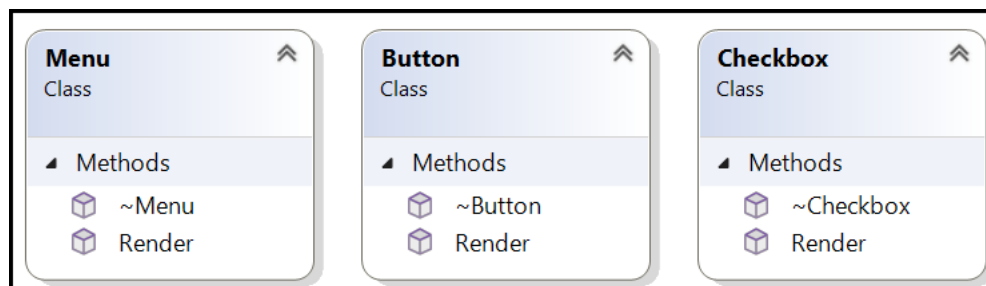 Menu
Class
Methods
~Menu
Render
Button
Class
Methods
~Button
Render
Checkbox
Class
Methods
~Checkbox
Render